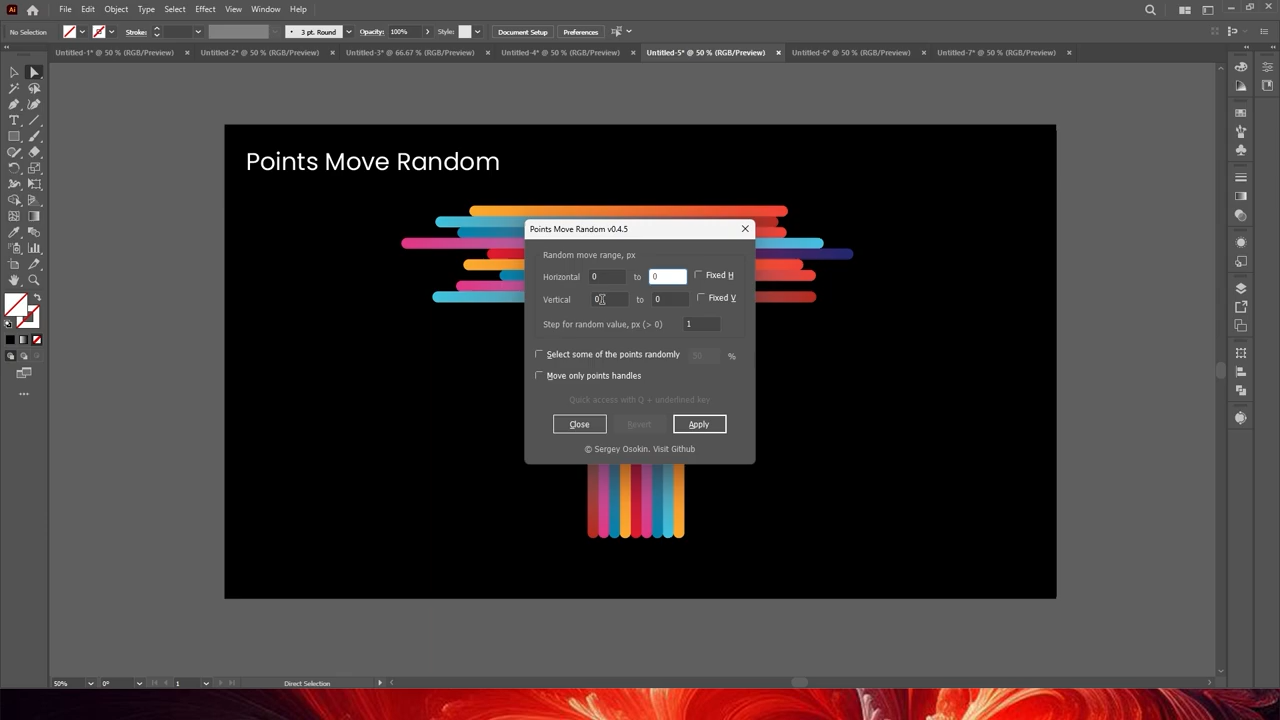 Ai File Edit Object Type Select Effect View Window Help
No Selection Stroke: 3 pt. Round Opacity: 100% Style: Document Setup Preferences
Untitled-1* @ 50 % (RGB/Preview) Untitled-2* @ 50 % (RGB/Preview) Untitled-3* @ 66.67 % (RGB/Preview) Untitled-4* @ 50 % (RGB/Preview) Untitled-5* @ 50 % (RGB/Preview) Untitled-6* @ 50 % (RGB/Preview) Untitled-7* @ 50 % (RGB/Preview)
Points Move Random
Points Move Random v0.4.5
Random move range, px
Horizontal 0 to 0 Fixed H
Vertical 0 to 0 Fixed V
Step for random value, px (> 0) 1
Select some of the points randomly 50 %
Move only points handles
Quick access with Q + underlined key
Close Revert Apply
© Sergey Osokin. Visit Github
50% 0° 1 Direct Selection